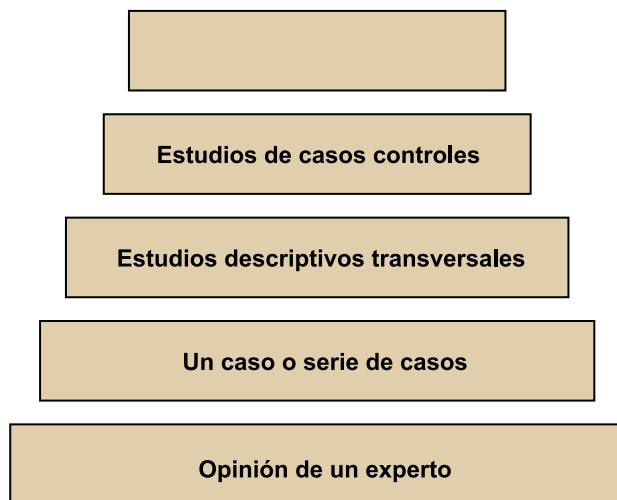 Estudios de casos controles
Estudios descriptivos transversales
Un caso o serie de casos
Opinión de un experto